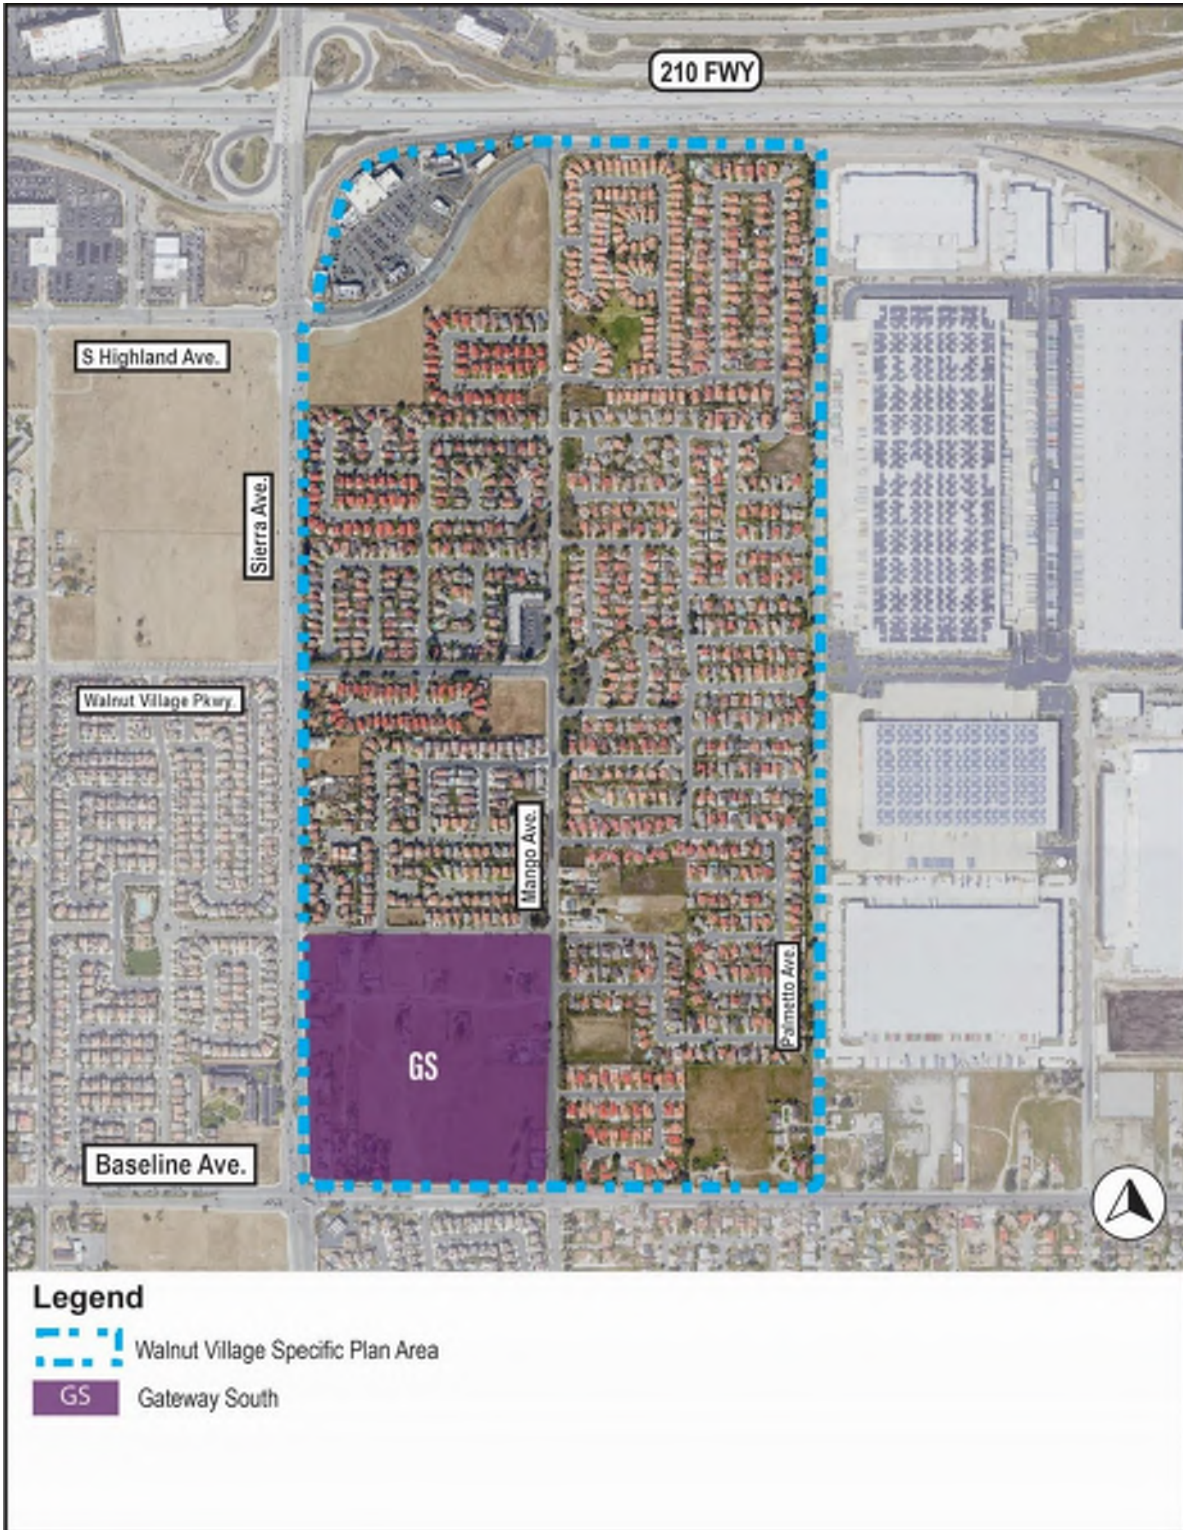 210 FWY
S Highland Ave.
Sierra Ave.
Walnut Village Pkwy.
Mango Ave.
Palmetto Ave.
GS
Baseline Ave.
Legend
Walnut Village Specific Plan Area
GS
Gateway South